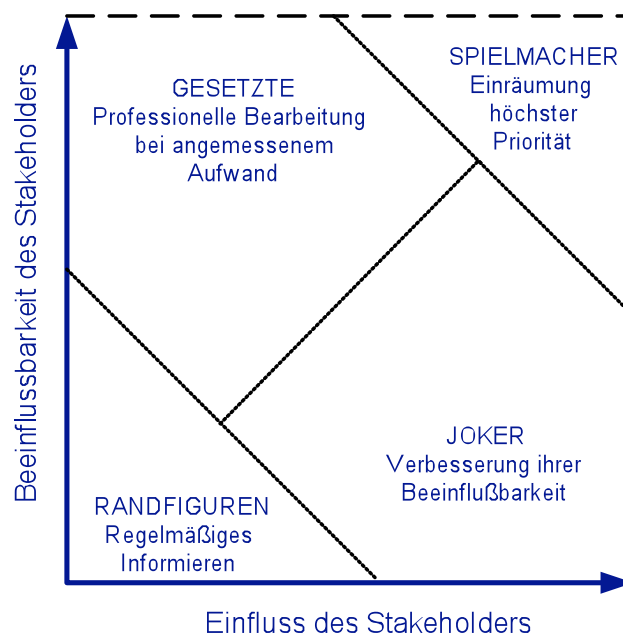 Beeinflussbarkeit des Stakeholders
GESETZTE
Professionelle Bearbeitung
bei angemessenem
Aufwand
SPIELMACHER
Einräumung
höchster
Priorität
JOKER
Verbesserung ihrer
Beeinflußbarkeit
RANDFIGUREN
Regelmäßiges
Informieren
Einfluss des Stakeholders